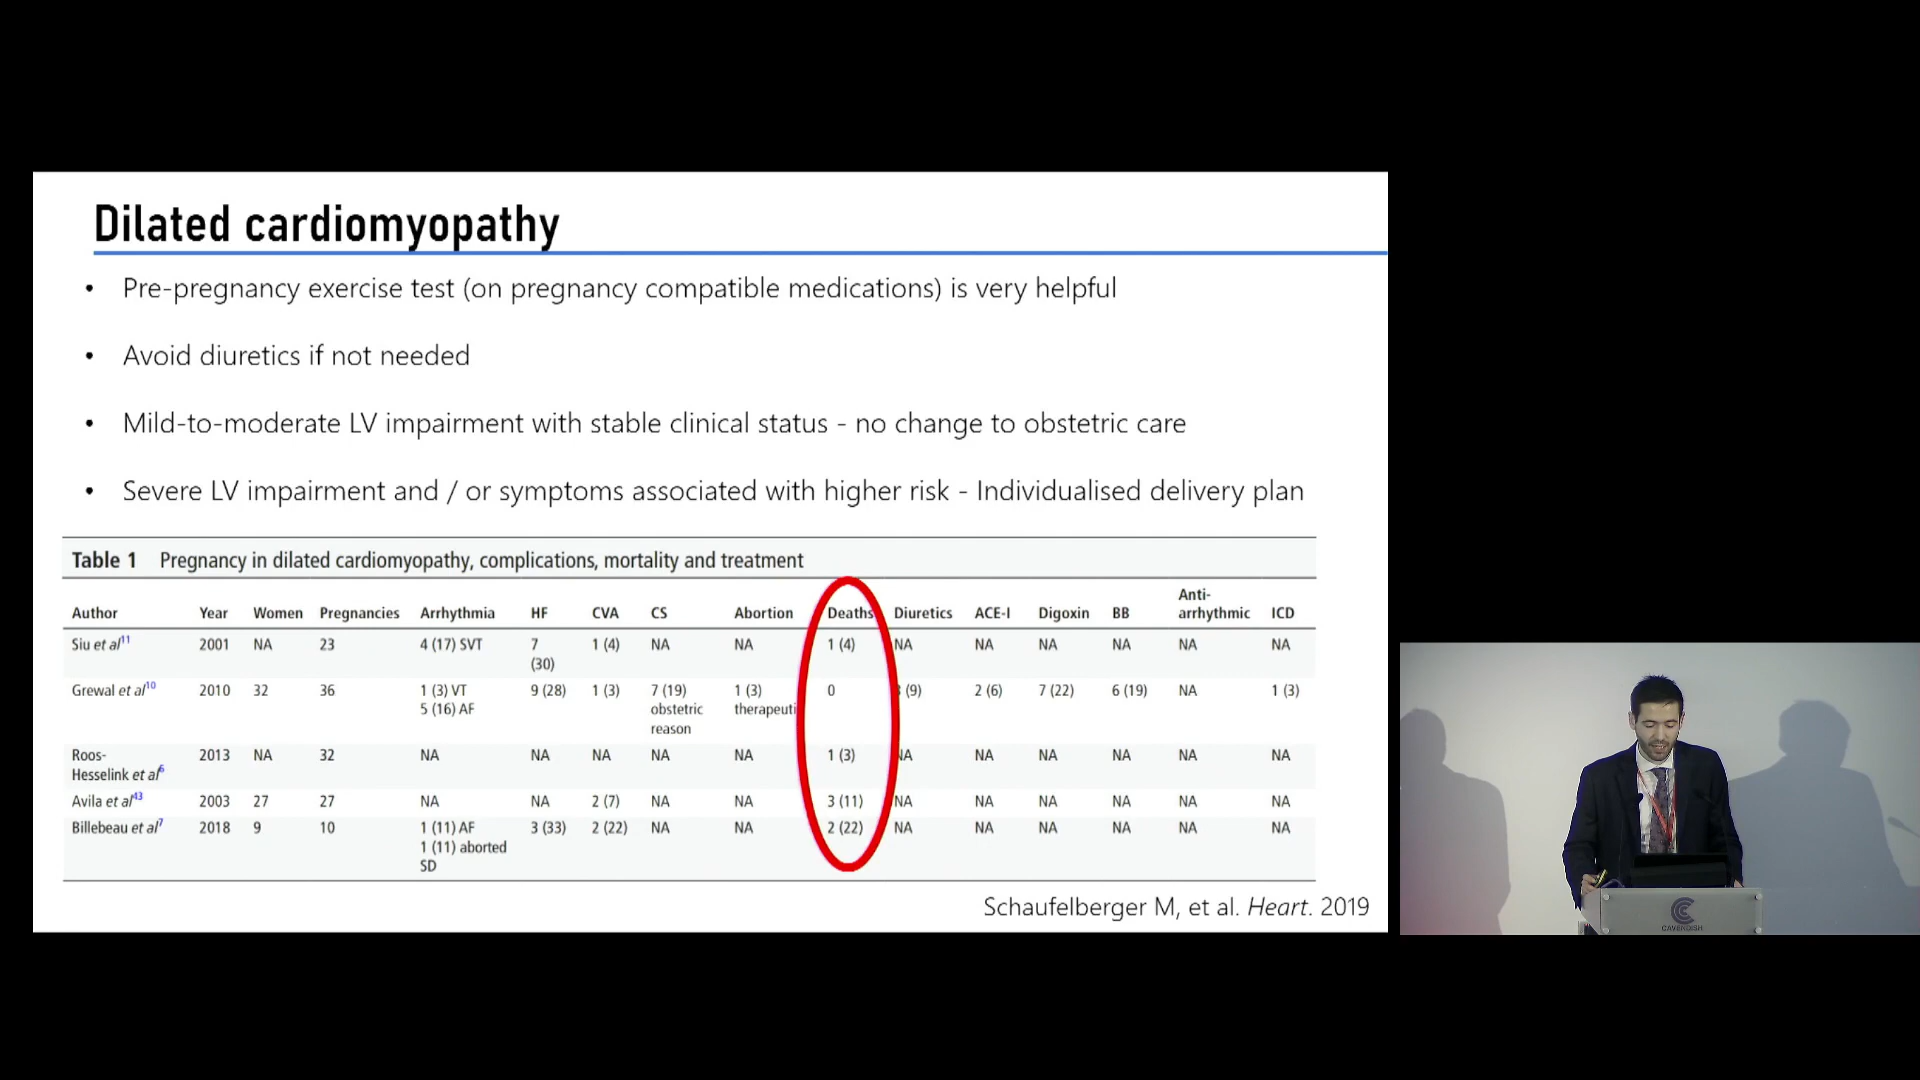 Dilated cardiomyopathy
• Pre-pregnancy exercise test (on pregnancy compatible medications) is very helpful
• Avoid diuretics if not needed
• Mild-to-moderate LV impairment with stable clinical status - no change to obstetric care
• Severe LV impairment and / or symptoms associated with higher risk - Individualised delivery plan
Table 1 Pregnancy in dilated cardiomyopathy, complications, mortality and treatment
Anti-
Author Year Women Pregnancies Arrhythmia HF CVA CS Abortion Deaths Diuretics ACE-I Digoxin BB arrhythmic ICD
Siu et al11 2001 NA 23 4 (17) SVT 7 1 (4) NA NA 1 (4) NA NA NA NA NA NA
(30)
Grewal et al10 2010 32 36 1 (3) VT 9 (28) 1 (3) 7 (19) 1 (3) 0 (9) 2 (6) 7 (22) 6 (19) NA 1 (3)
5 (16) AF obstetric therapeuti
reason
Roos- 2013 NA 32 NA NA NA NA NA 1 (3) NA NA NA NA NA NA
Hesselink et al6
Avila et al43 2003 27 27 NA NA 2 (7) NA NA 3 (11) NA NA NA NA NA NA
Billebeau et al7 2018 9 10 1 (11) AF 3 (33) 2 (22) NA NA 2 (22) NA NA NA NA NA NA
1 (11) aborted
SD
Schaufelberger M, et al. Heart. 2019
CAVENDISH